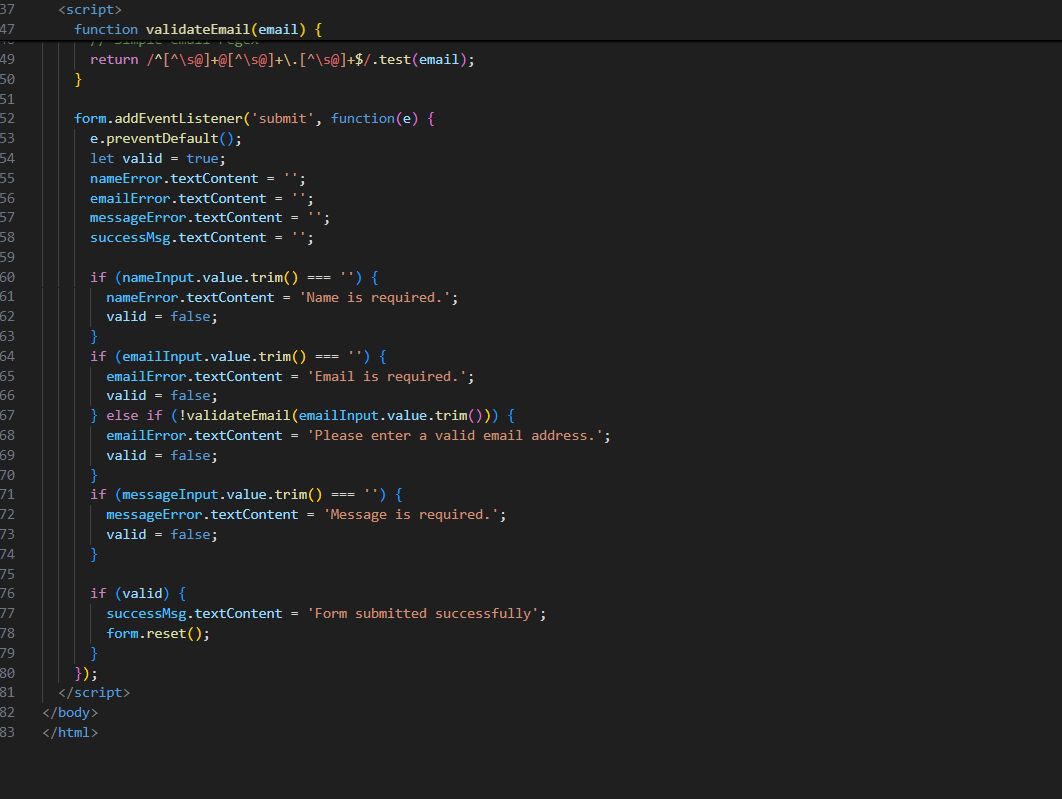 37 <script>
47 function validateEmail(email) {
49 return /^[^\s@]+@[^\s@]+\.[^\s@]+$/.test(email);
50 }
51
52 form.addEventListener('submit', function(e) {
53 e.preventDefault();
54 let valid = true;
55 nameError.textContent = '';
56 emailError.textContent = '';
57 messageError.textContent = '';
58 successMsg.textContent = '';
59
60 if (nameInput.value.trim() === '') {
61 nameError.textContent = 'Name is required.';
62 valid = false;
63 }
64 if (emailInput.value.trim() === '') {
65 emailError.textContent = 'Email is required.';
66 valid = false;
67 } else if (!validateEmail(emailInput.value.trim())) {
68 emailError.textContent = 'Please enter a valid email address.';
69 valid = false;
70 }
71 if (messageInput.value.trim() === '') {
72 messageError.textContent = 'Message is required.';
73 valid = false;
74 }
75
76 if (valid) {
77 successMsg.textContent = 'Form submitted successfully';
78 form.reset();
79 }
80 });
81 </script>
82 </body>
83 </html>